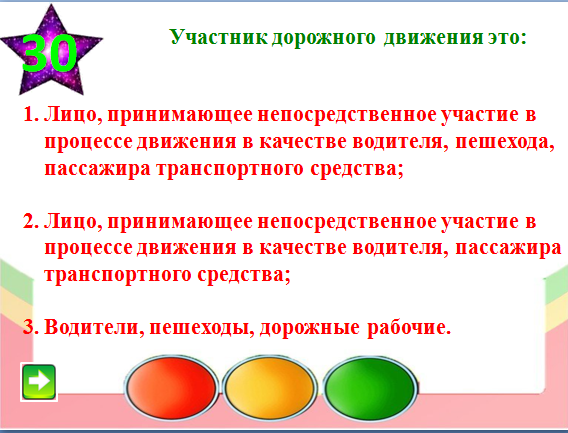 30
Участник дорожного движения это:
1. Лицо, принимающее непосредственное участие в
процессе движения в качестве водителя, пешехода,
пассажира транспортного средства;
2. Лицо, принимающее непосредственное участие в
процессе движения в качестве водителя, пассажира
транспортного средства;
3. Водители, пешеходы, дорожные рабочие.